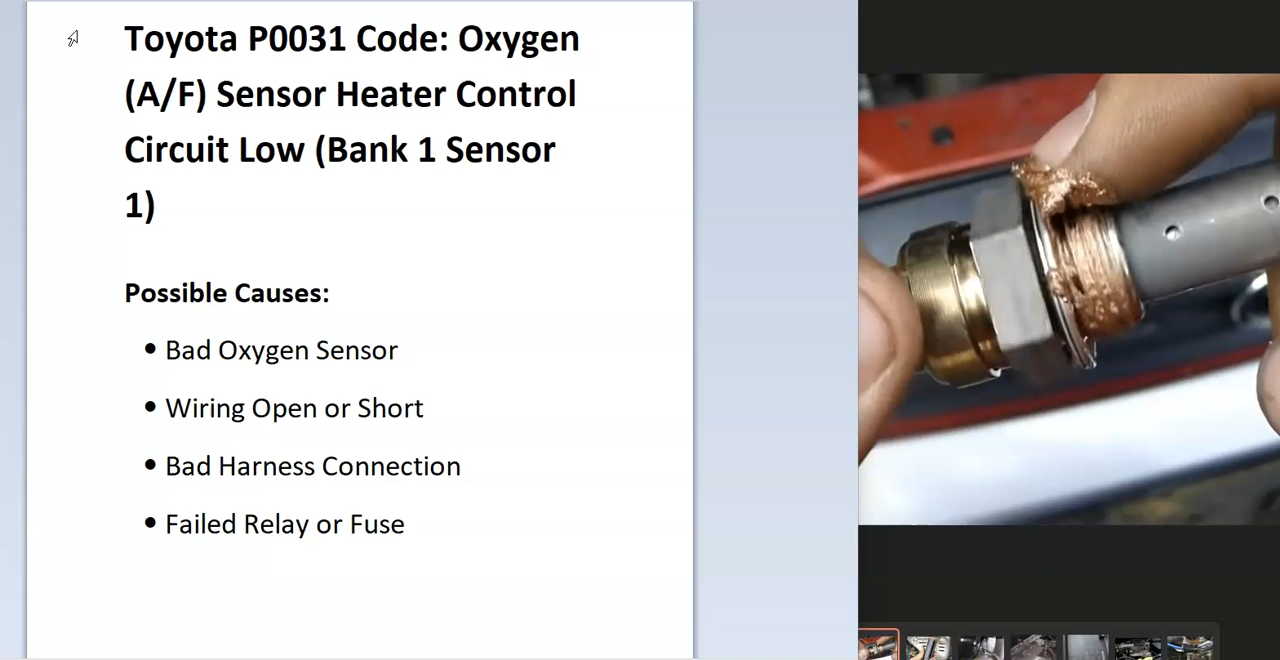 Toyota P0031 Code: Oxygen
(A/F) Sensor Heater Control
Circuit Low (Bank 1 Sensor
1)
Possible Causes:
• Bad Oxygen Sensor
• Wiring Open or Short
• Bad Harness Connection
• Failed Relay or Fuse